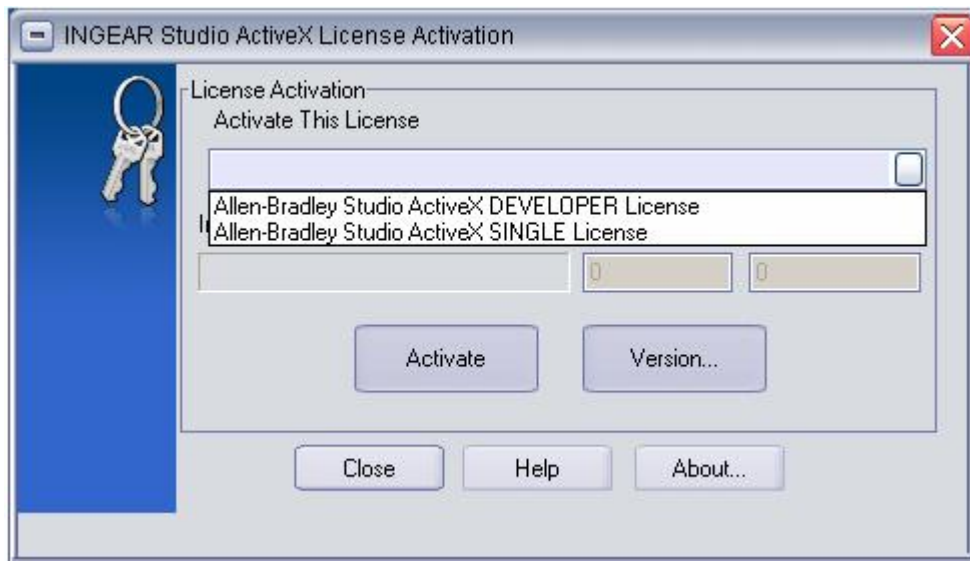 INGEAR Studio ActiveX License Activation
License Activation
Activate This License
Allen-Bradley Studio ActiveX DEVELOPER License
Allen-Bradley Studio ActiveX SINGLE License
0 0
Activate Version...
Close Help About...